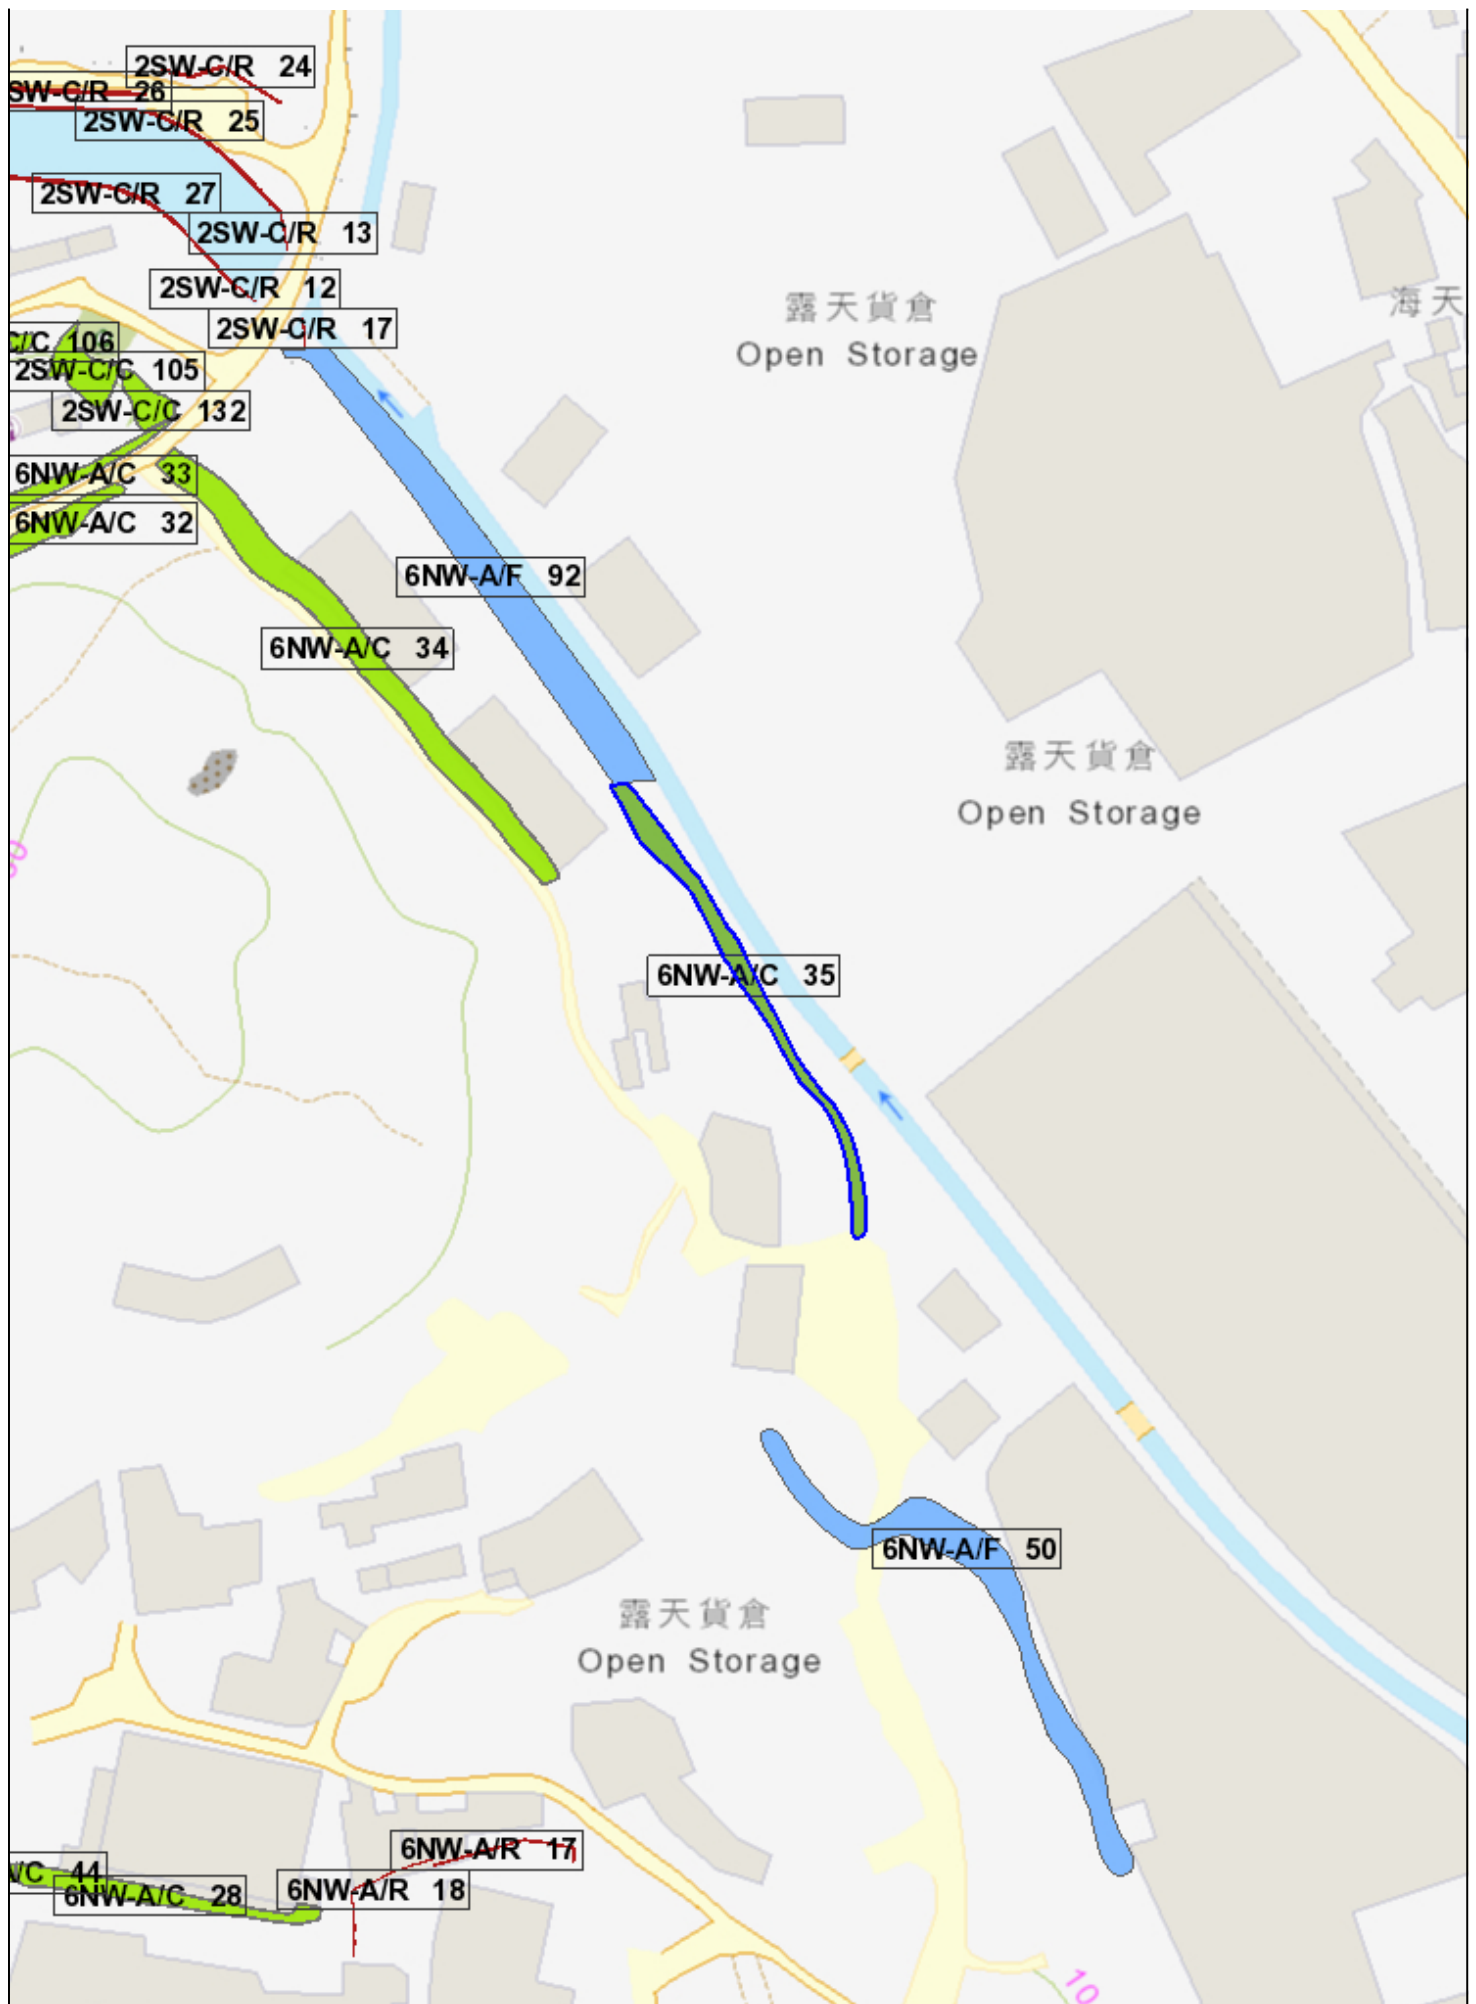 2SW-C/R 24
SW-C/R 26
2SW-C/R 25
2SW-C/R 27
2SW-C/R 13
2SW-C/R 12
露天貨倉
Open Storage
海天
2SW-C/R 17
C/C 106
2SW-C/C 105
2SW-C/C 132
6NW-A/C 33
6NW-A/C 32
6NW-A/F 92
6NW-A/C 34
露天貨倉
Open Storage
6NW-A/C 35
6NW-A/F 50
露天貨倉
Open Storage
6NW-A/R 17
/C 44
6NW-A/C 28
6NW-A/R 18
10